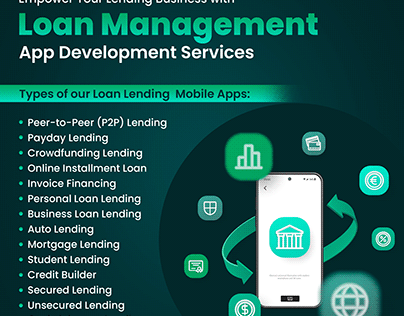 Empower Your Lending Business with
Loan Management
App Development Services
Types of our Loan Lending Mobile Apps:
• Peer-to-Peer (P2P) Lending
• Payday Lending
• Crowdfunding Lending
• Online Installment Loan
• Invoice Financing
• Personal Loan Lending
• Business Loan Lending
• Auto Lending
• Mortgage Lending
• Student Lending
• Credit Builder
• Secured Lending
• Unsecured Lending